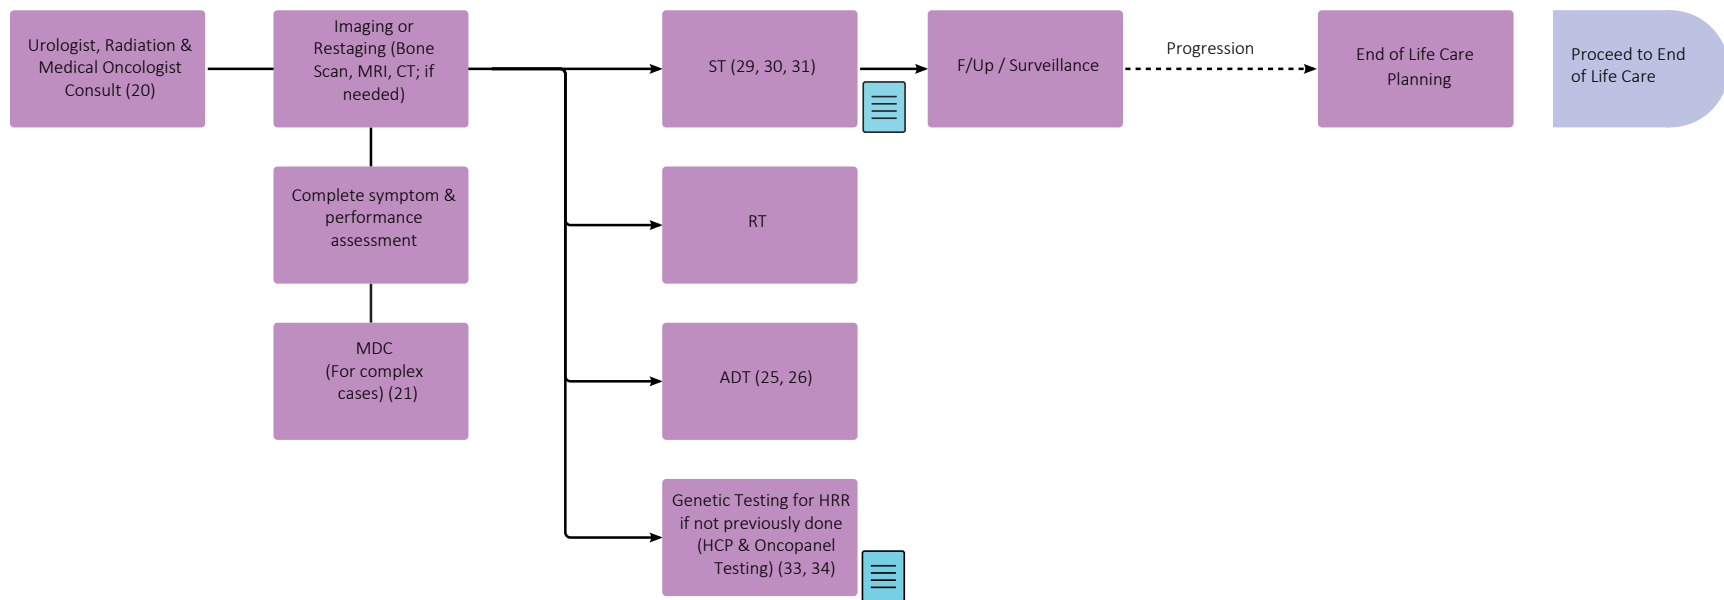 Urologist, Radiation &
Medical Oncologist
Consult (20)
Imaging or
Restaging (Bone
Scan, MRI, CT; if
needed)
ST (29, 30, 31)
F/Up / Surveillance
Progression
End of Life Care
Planning
Proceed to End
of Life Care
Complete symptom &
performance
assessment
RT
MDC
(For complex
cases) (21)
ADT (25, 26)
Genetic Testing for HRR
if not previously done
(HCP & Oncopanel
Testing) (33, 34)